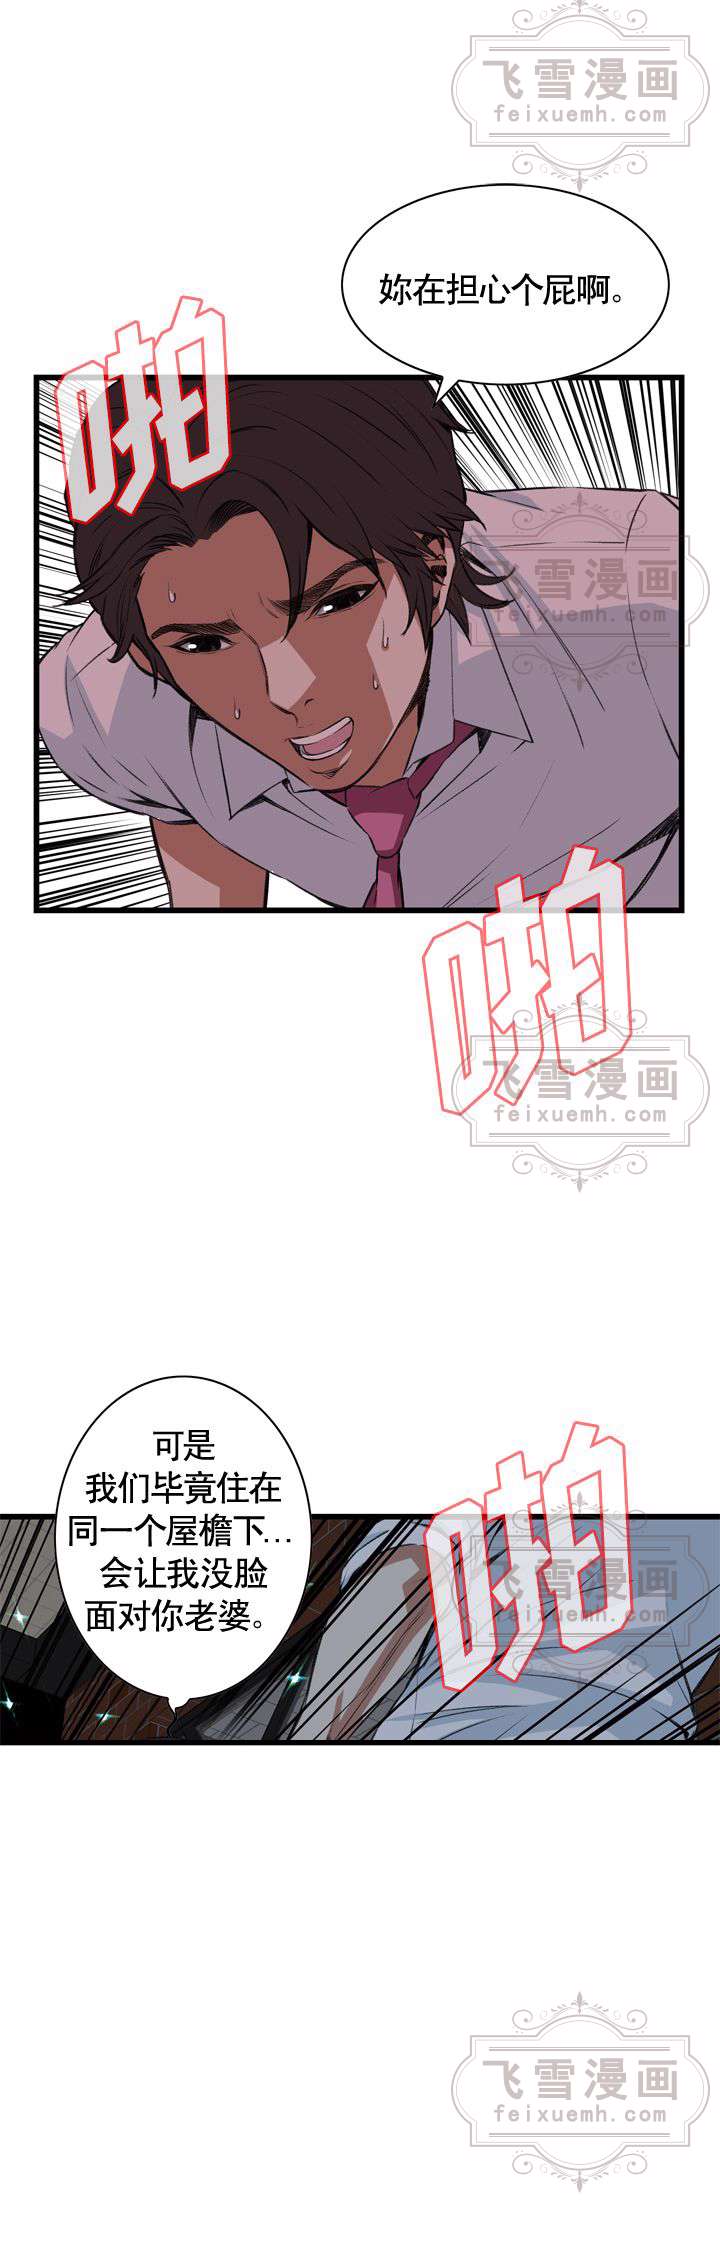 飞雪漫画
feixuemh.com
妳在担心个屁啊。
啪
飞雪漫画
feixuemh.com
啪
飞雪漫画
feixuemh.com
可是
我们毕竟住在
同一个屋檐下…
会让我没脸
面对你老婆。
啪
飞雪漫画
feixuemh.com
飞雪漫画
feixuemh.com